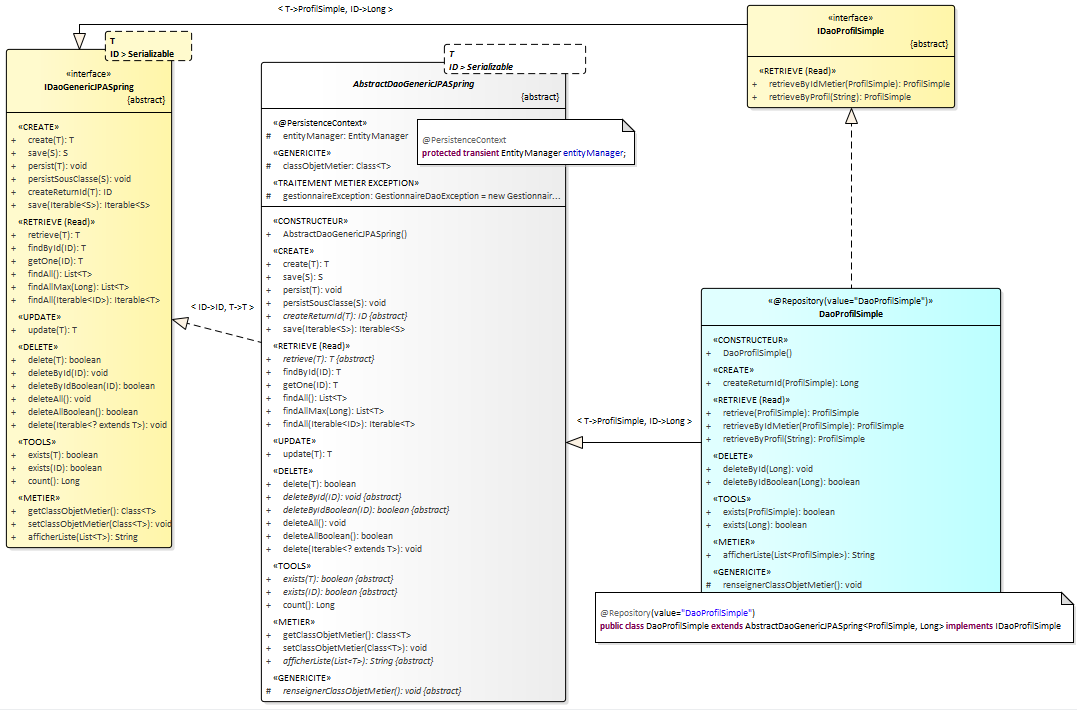 < T->ProfilSimple, ID->Long >
T
ID > Serializable
«interface»
IDaoGenericJPASpring
{abstract}
«CREATE»
+ create(T): T
+ save(S): S
+ persist(T): void
+ persistSousClasse(S): void
+ createReturnId(T): ID
+ save(Iterable<S>): Iterable<S>
«RETRIEVE (Read)»
+ retrieve(T): T
+ findById(ID): T
+ getOne(ID): T
+ findAll(): List<T>
+ findAllMax(Long): List<T>
+ findAll(Iterable<ID>): Iterable<T>
«UPDATE»
+ update(T): T
«DELETE»
+ delete(T): boolean
+ deleteById(ID): void
+ deleteByIdBoolean(ID): boolean
+ deleteAll(): void
+ deleteAllBoolean(): boolean
+ delete(Iterable<? extends T>): void
«TOOLS»
+ exists(T): boolean
+ exists(ID): boolean
+ count(): Long
«METIER»
+ getClassObjetMetier(): Class<T>
+ setClassObjetMetier(Class<T>): void
+ afficherListe(List<T>): String
< ID->ID, T->T >
T
ID > Serializable
AbstractDaoGenericJPASpring
{abstract}
«@PersistenceContext»
# entityManager: EntityManager
«GENERICITE»
# classObjetMetier: Class<T>
«TRAITEMENT METIER EXCEPTION»
# gestionnaireException: GestionnaireDaoException = new Gestionnair...
@PersistenceContext
protected transient EntityManager entityManager;
«CONSTRUCTEUR»
+ AbstractDaoGenericJPASpring()
«CREATE»
+ create(T): T
+ save(S): S
+ persist(T): void
+ persistSousClasse(S): void
+ createReturnId(T): ID {abstract}
+ save(Iterable<S>): Iterable<S>
«RETRIEVE (Read)»
+ retrieve(T): T {abstract}
+ findById(ID): T
+ getOne(ID): T
+ findAll(): List<T>
+ findAllMax(Long): List<T>
+ findAll(Iterable<ID>): Iterable<T>
«UPDATE»
+ update(T): T
«DELETE»
+ delete(T): boolean
+ deleteById(ID): void {abstract}
+ deleteByIdBoolean(ID): boolean {abstract}
+ deleteAll(): void
+ deleteAllBoolean(): boolean
+ delete(Iterable<? extends T>): void
«TOOLS»
+ exists(T): boolean {abstract}
+ exists(ID): boolean {abstract}
+ count(): Long
«METIER»
+ getClassObjetMetier(): Class<T>
+ setClassObjetMetier(Class<T>): void
+ afficherListe(List<T>): String {abstract}
«GENERICITE»
# renseignerClassObjetMetier(): void {abstract}
«interface»
IDaoProfilSimple
{abstract}
«RETRIEVE (Read)»
+ retrieveByIdMetier(ProfilSimple): ProfilSimple
+ retrieveByProfil(String): ProfilSimple
< T->ProfilSimple, ID->Long >
«@Repository(value="DaoProfilSimple")»
DaoProfilSimple
«CONSTRUCTEUR»
+ DaoProfilSimple()
«CREATE»
+ createReturnId(ProfilSimple): Long
«RETRIEVE (Read)»
+ retrieve(ProfilSimple): ProfilSimple
+ retrieveByIdMetier(ProfilSimple): ProfilSimple
+ retrieveByProfil(String): ProfilSimple
«DELETE»
+ deleteById(Long): void
+ deleteByIdBoolean(Long): boolean
«TOOLS»
+ exists(ProfilSimple): boolean
+ exists(Long): boolean
«METIER»
+ afficherListe(List<ProfilSimple>): String
«GENERICITE»
# renseignerClassObjetMetier(): void
@Repository(value="DaoProfilSimple")
public class DaoProfilSimple extends AbstractDaoGenericJPASpring<ProfilSimple, Long> implements IDaoProfilSimple